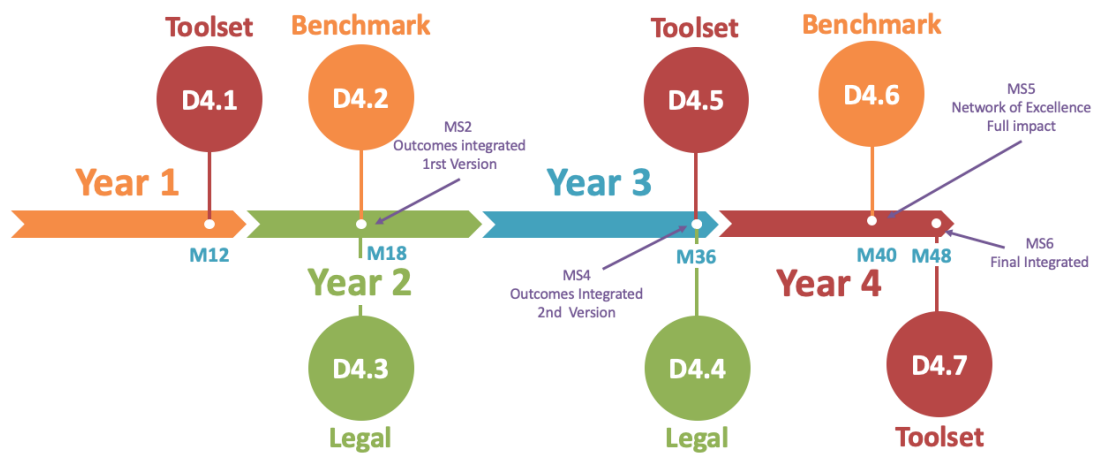 Toolset
Benchmark
Toolset
Benchmark
D4.1
D4.2
D4.5
D4.6
MS5
Network of Excellence
Full impact
MS2
Outcomes integrated
1rst Version
Year 1
Year 3
M12
M18
M36
M40
M48
MS4
Outcomes Integrated
2nd Version
MS6
Final Integrated
Year 2
Year 4
D4.3
D4.4
D4.7
Legal
Legal
Toolset